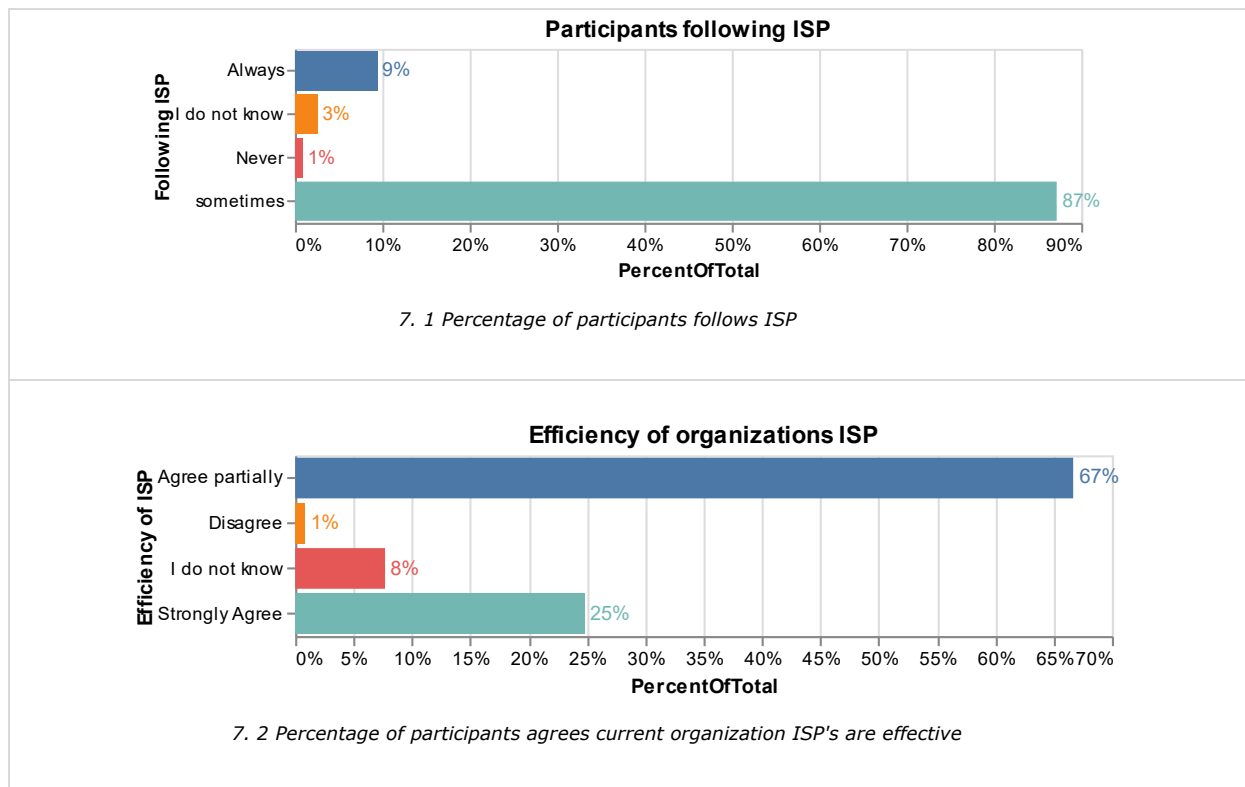 Participants following ISP
Following ISP
Always
9%
I do not know
3%
Never
1%
sometimes
87%
0% 10% 20% 30% 40% 50% 60% 70% 80% 90%
PercentOfTotal
7. 1 Percentage of participants follows ISP
Efficiency of organizations ISP
Efficiency of ISP
Agree partially
67%
Disagree
1%
I do not know
8%
Strongly Agree
25%
0% 5% 10% 15% 20% 25% 30% 35% 40% 45% 50% 55% 60% 65% 70%
PercentOfTotal
7. 2 Percentage of participants agrees current organization ISP's are effective